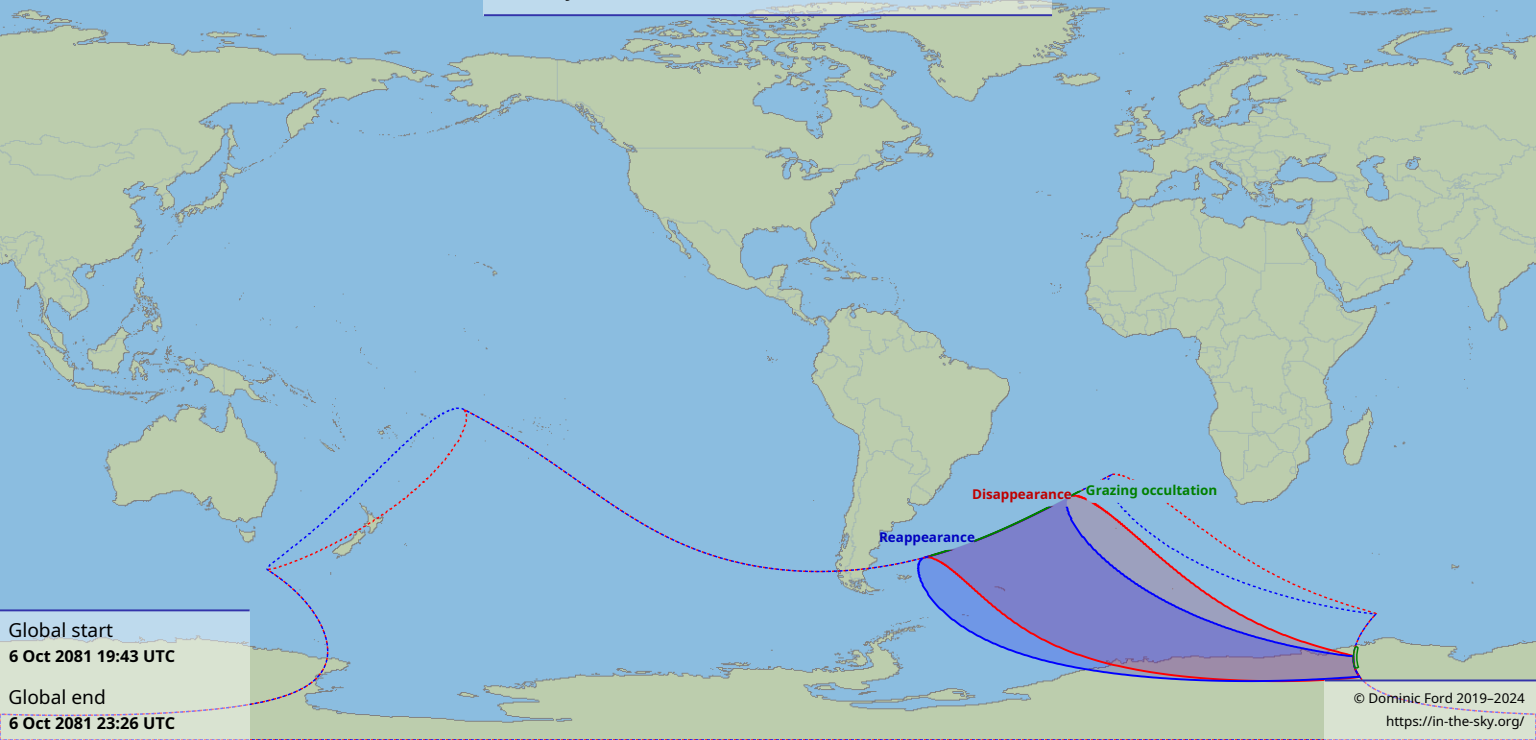 Disappearance
Grazing occultation
Reappearance
Global start
6 Oct 2081 19:43 UTC
Global end
6 Oct 2081 23:26 UTC
© Dominic Ford 2019–2024
https://in-the-sky.org/